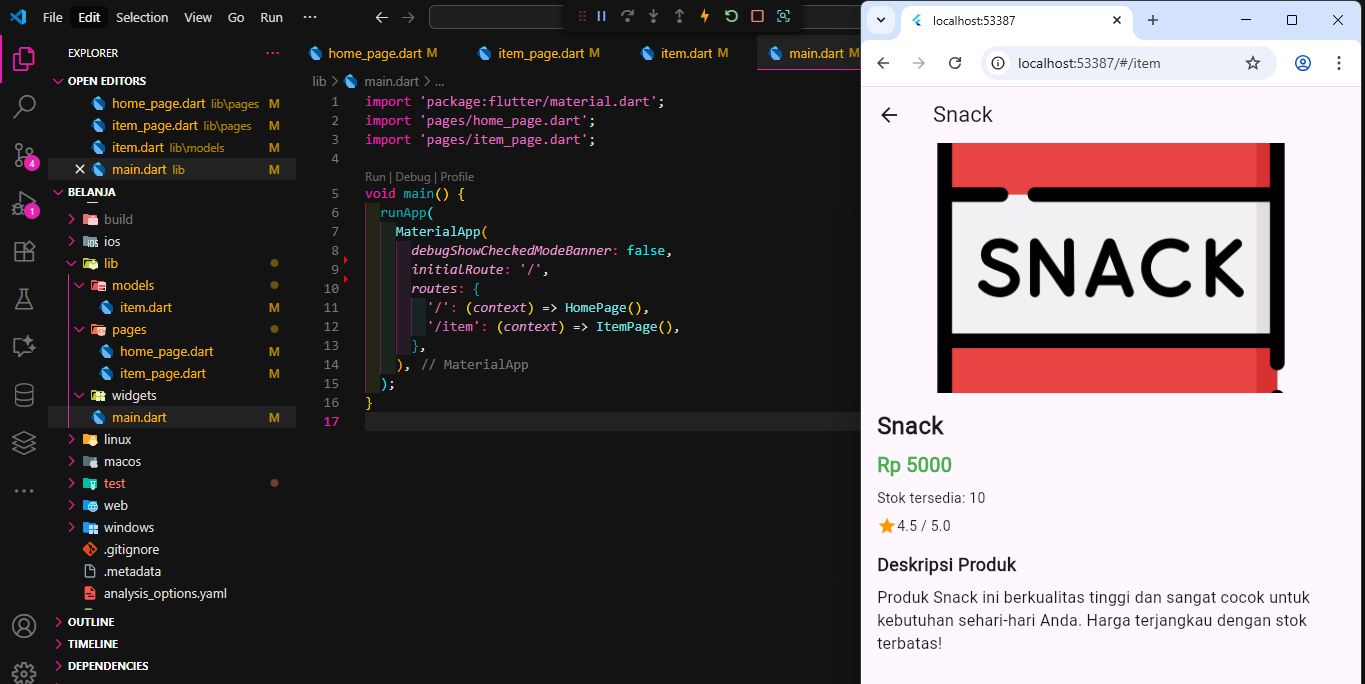 File Edit Selection View Go Run ···
EXPLORER ···
OPEN EDITORS
home_page.dart lib\pages M
item_page.dart lib\pages M
item.dart lib\models M
main.dart lib M
BELANJA
build
ios
lib
models
item.dart M
pages
home_page.dart M
item_page.dart M
widgets
main.dart M
linux
macos
test
web
windows
.gitignore
.metadata
analysis_options.yaml
OUTLINE
TIMELINE
DEPENDENCIES
4
1
home_page.dart M item_page.dart M item.dart M main.dart M
lib > main.dart > ...
1 import 'package:flutter/material.dart';
2 import 'pages/home_page.dart';
3 import 'pages/item_page.dart';
4
Run | Debug | Profile
5 void main() {
6 runApp(
7 MaterialApp(
8 debugShowCheckedModeBanner: false,
9 initialRoute: '/',
10 routes: {
11 '/': (context) => HomePage(),
12 '/item': (context) => ItemPage(),
13 },
14 ), // MaterialApp
15 );
16 }
17
localhost:53387
localhost:53387/#/item
Snack
SNACK
Snack
Rp 5000
Stok tersedia: 10
4.5 / 5.0
Deskripsi Produk
Produk Snack ini berkualitas tinggi dan sangat cocok untuk
kebutuhan sehari-hari Anda. Harga terjangkau dengan stok
terbatas!